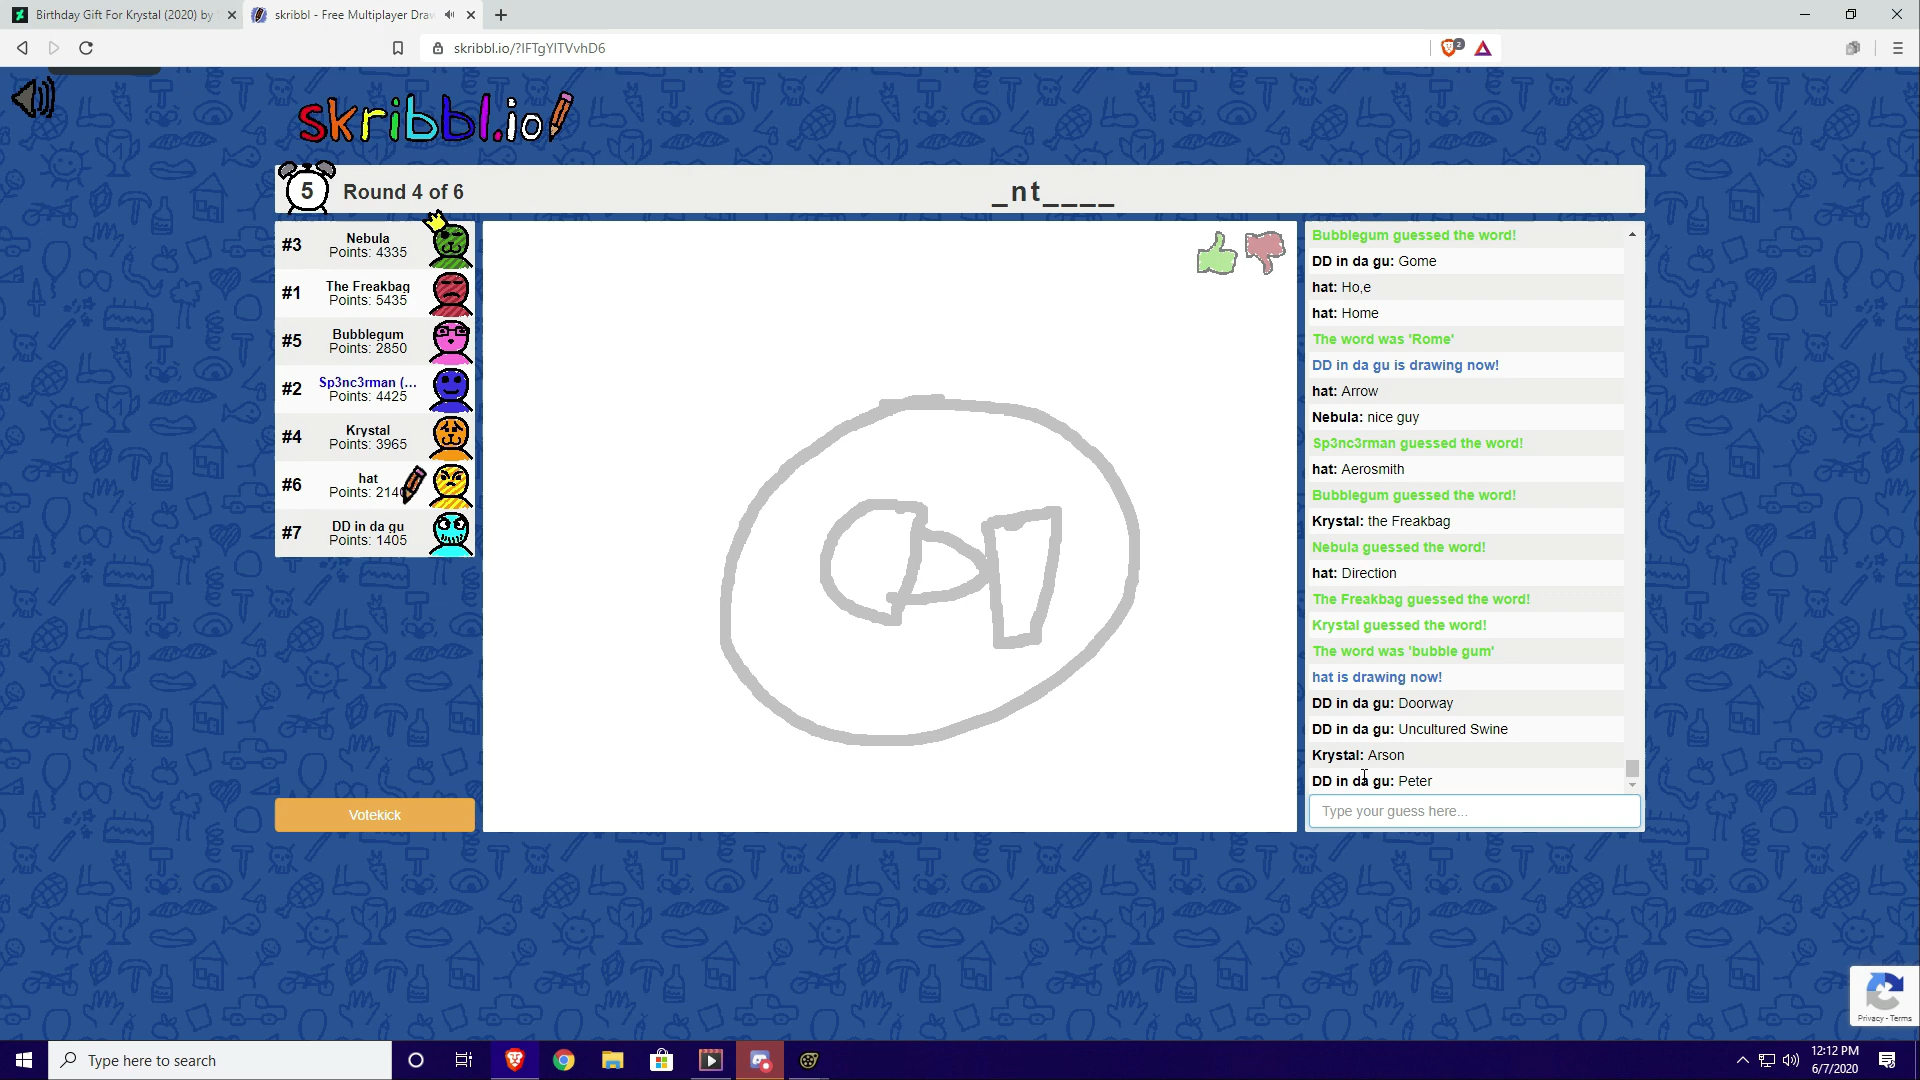 Birthday Gift For Krystal (2020) by
skribbl - Free Multiplayer Draw
skribbl.io/?IFTgYlTVvhD6
2
skribbl.io
5
Round 4 of 6
_nt____
#3
Nebula
Points: 4335
#1
The Freakbag
Points: 5435
#5
Bubblegum
Points: 2850
#2
Sp3nc3rman (...
Points: 4425
#4
Krystal
Points: 3965
#6
hat
Points: 2140
#7
DD in da gu
Points: 1405
Votekick
Bubblegum guessed the word!
DD in da gu: Gome
hat: Ho,e
hat: Home
The word was 'Rome'
DD in da gu is drawing now!
hat: Arrow
Nebula: nice guy
Sp3nc3rman guessed the word!
hat: Aerosmith
Bubblegum guessed the word!
Krystal: the Freakbag
Nebula guessed the word!
hat: Direction
The Freakbag guessed the word!
Krystal guessed the word!
The word was 'bubble gum'
hat is drawing now!
DD in da gu: Doorway
DD in da gu: Uncultured Swine
Krystal: Arson
DD in da gu: Peter
Type your guess here...
Privacy - Terms
Type here to search
12:12 PM
6/7/2020